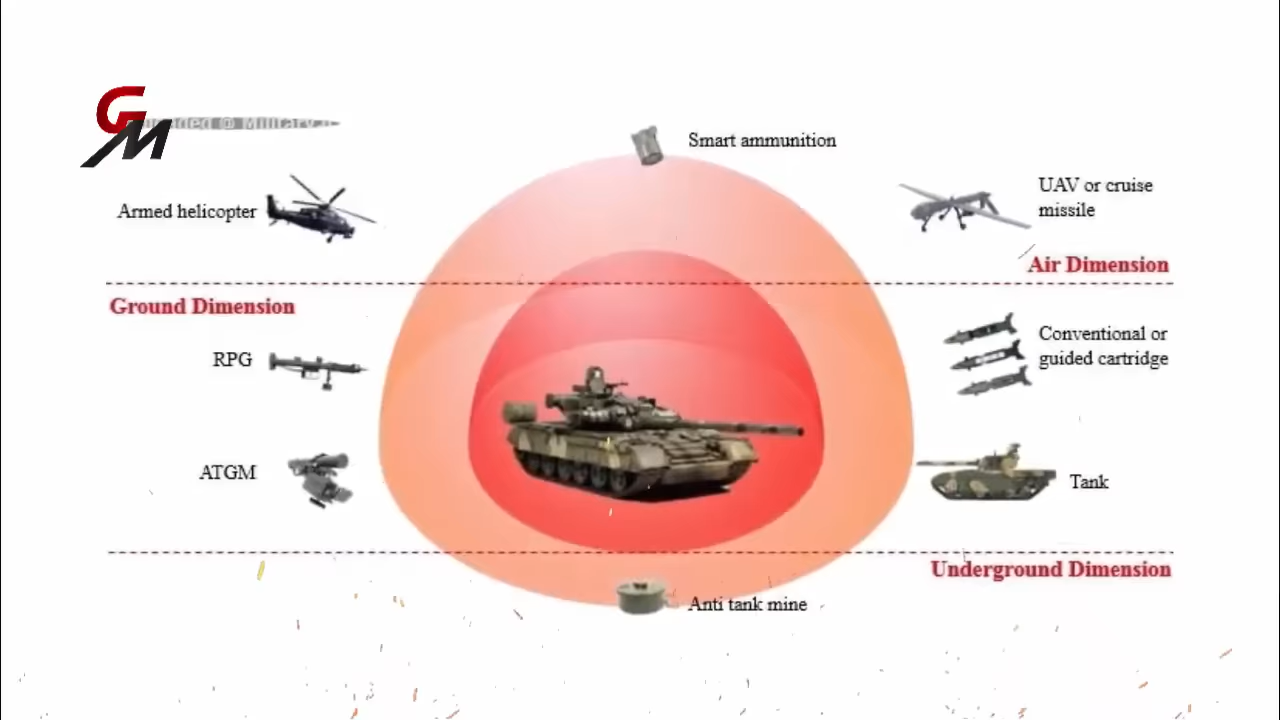 GM
Smart ammunition
Armed helicopter
UAV or cruise
missile
Air Dimension
Ground Dimension
RPG
Conventional or
guided cartridge
ATGM
Tank
Underground Dimension
Anti tank mine